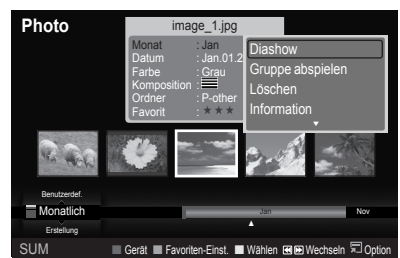 Photo
image_1.jpg
Monat : Jan
Datum : Jan.01.2
Farbe : Grau
Komposition :
Ordner : P-other
Favorit : ★ ★ ★
Diashow
Gruppe abspielen
Löschen
Information
Benutzerdef.
Monatlich
Jan
Nov
Erstellung
SUM
Gerät
Favoriten-Einst.
Wählen
Wechseln
Option